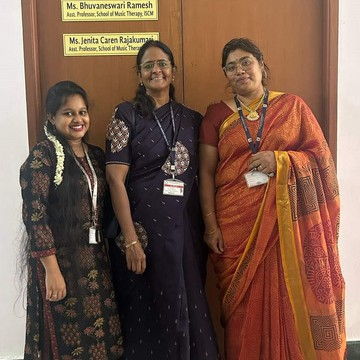 Ms. Bhuvaneswari Ramesh
Asst. Professor, School of Music Therapy, ISCM
Ms. Jenita Caren Rajakumari
Asst. Professor, School of Music Therapy,